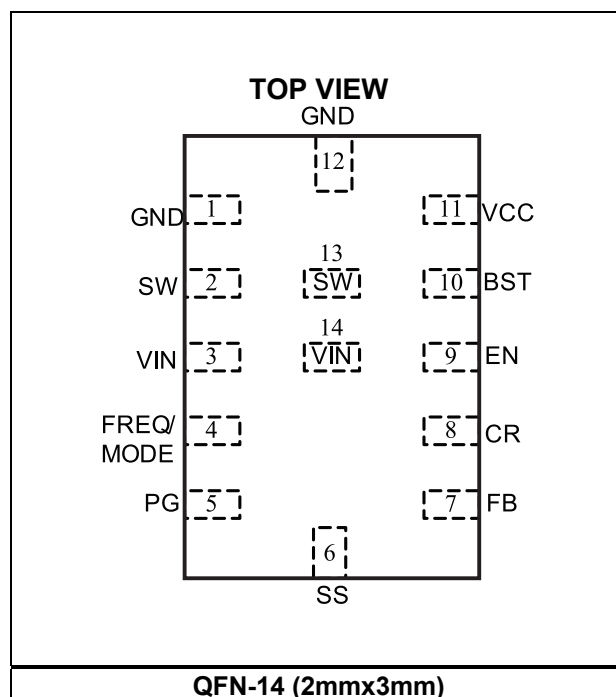 TOP VIEW
GND
12
GND 1 11 VCC
13
SW 2 SW 10 BST
14
VIN 3 VIN 9 EN
FREQ/
MODE 4 8 CR
PG 5 7 FB
6
SS
QFN-14 (2mmx3mm)